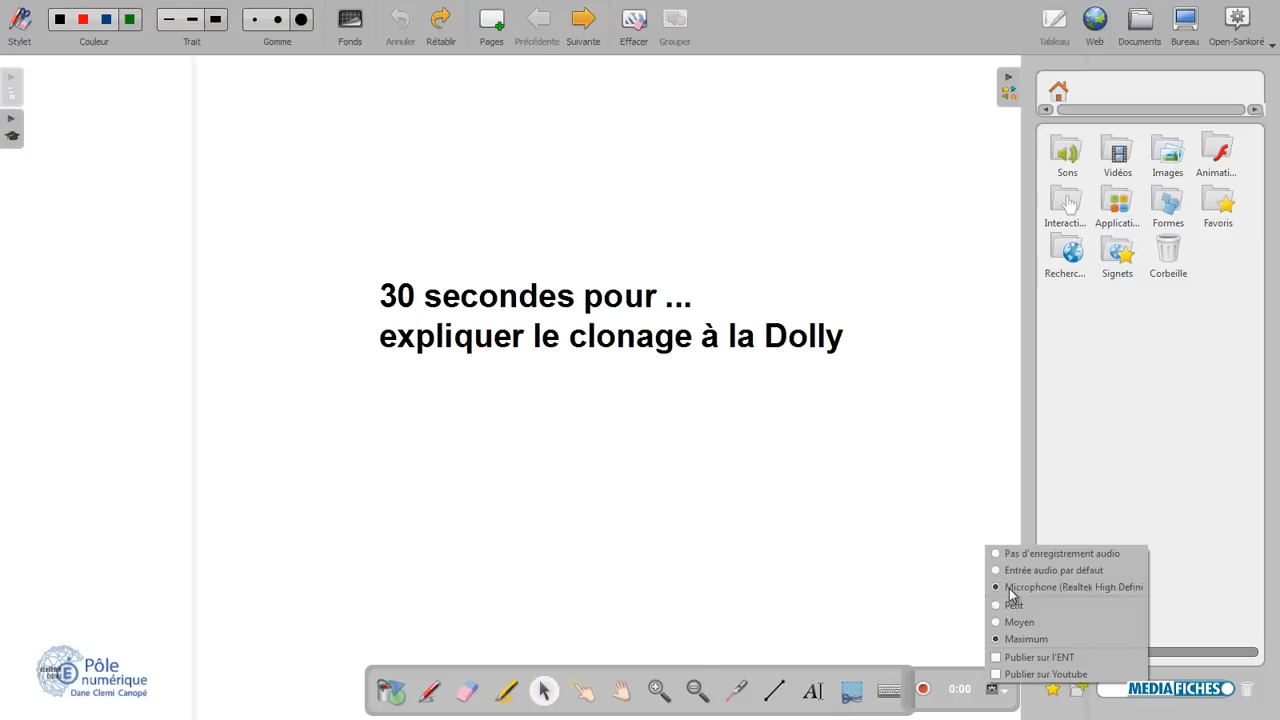 Stylet
Couleur
Trait
Gomme
Fonds
Annuler
Rétablir
Pages
Précédente
Suivante
Effacer
Grouper
Tableau
Web
Documents
Bureau
Open-Sankoré
Sons
Vidéos
Images
Animati...
Interacti...
Applicati...
Formes
Favoris
Recherc...
Signets
Corbeille
30 secondes pour ...
expliquer le clonage à la Dolly
Pas d'enregistrement audio
Entrée audio par défaut
Microphone (Realtek High Defini
Petit
Moyen
Maximum
Publier sur l'ENT
Publier sur Youtube
Pôle
numérique
Dane Clemi Canopé
AI
0:00
MEDIAFICHES